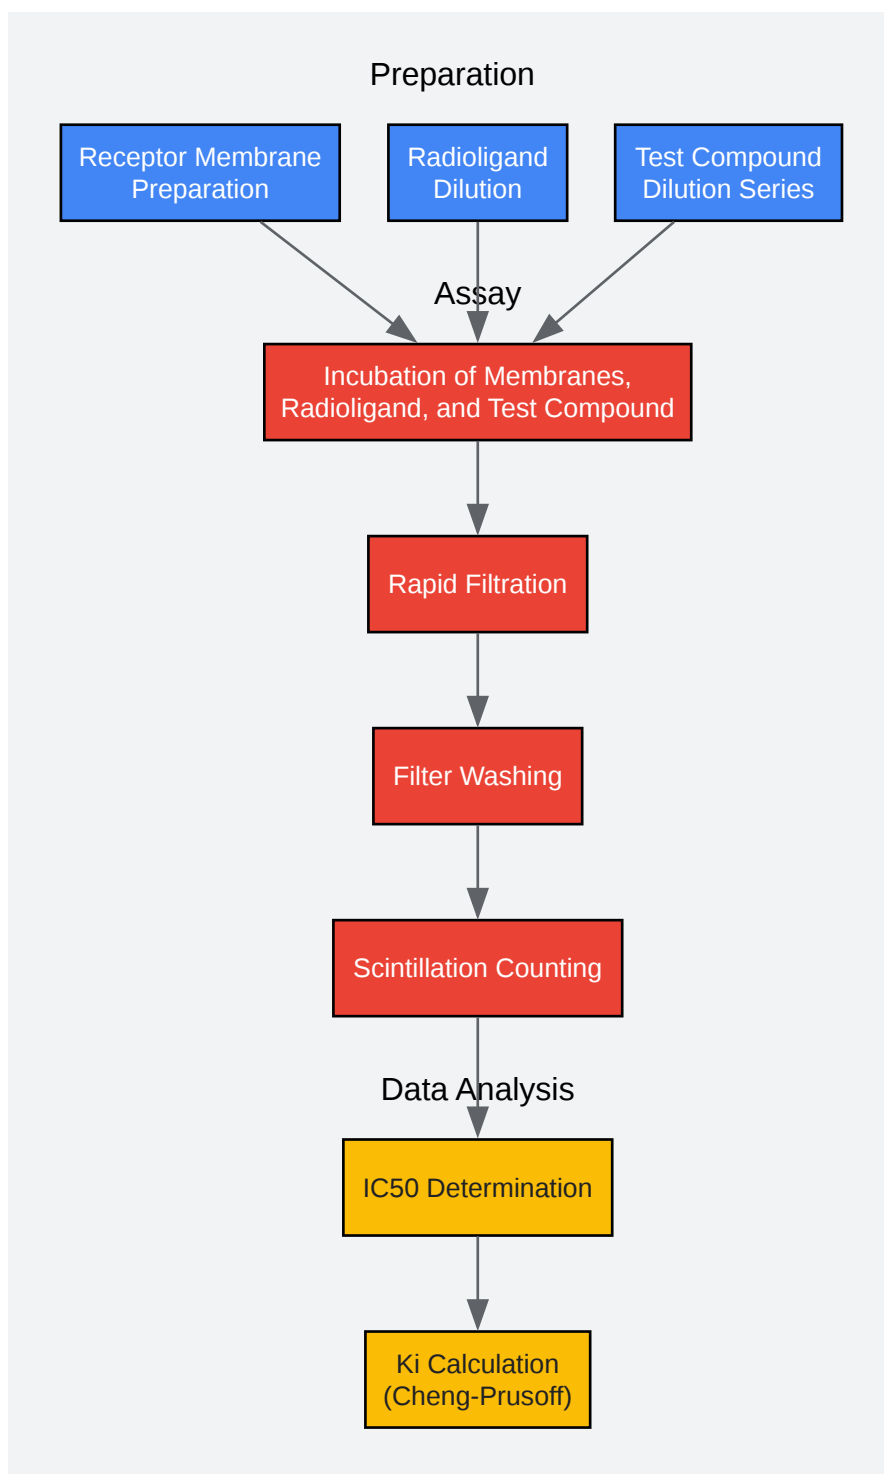 Preparation
Receptor Membrane
Preparation
Radioligand
Dilution
Test Compound
Dilution Series
Assay
Incubation of Membranes,
Radioligand, and Test Compound
Rapid Filtration
Filter Washing
Scintillation Counting
Data Analysis
IC50 Determination
Ki Calculation
(Cheng-Prusoff)